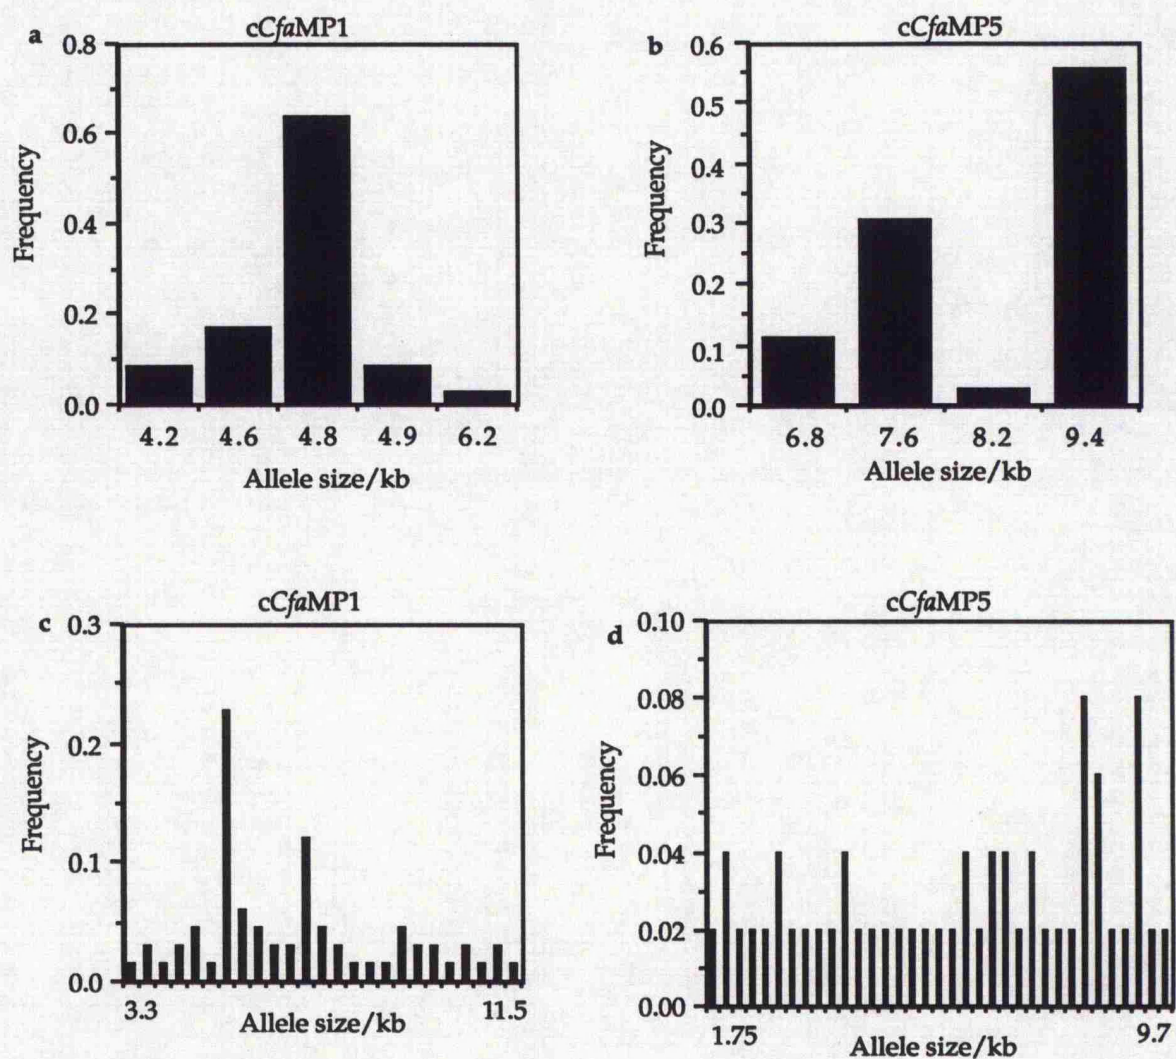 a
cCfaMP1
0.8
0.6
0.4
0.2
0.0
Frequency
4.2 4.6 4.8 4.9 6.2
Allele size/kb
b
cCfaMP5
0.6
0.5
0.4
0.3
0.2
0.1
0.0
Frequency
6.8 7.6 8.2 9.4
Allele size/kb
c
cCfaMP1
0.3
0.2
0.1
0.0
Frequency
3.3 11.5
Allele size/kb
d
cCfaMP5
0.10
0.08
0.06
0.04
0.02
0.00
Frequency
1.75 9.7
Allele size/kb